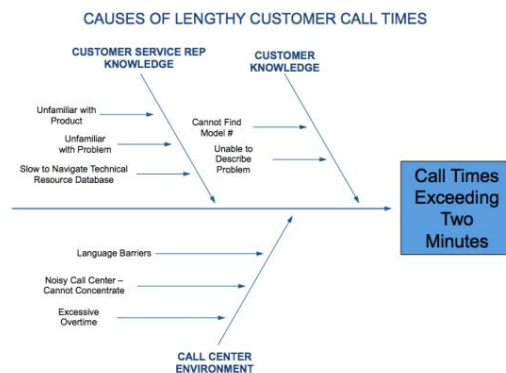 CAUSES OF LENGTHY CUSTOMER CALL TIMES
CUSTOMER SERVICE REP
KNOWLEDGE
CUSTOMER
KNOWLEDGE
Unfamiliar with
Product
Unfamiliar
with Problem
Slow to Navigate Technical
Resource Database
Cannot Find
Model #
Unable to
Describe
Problem
Call Times
Exceeding
Two
Minutes
Language Barriers
Noisy Call Center –
Cannot Concentrate
Excessive
Overtime
CALL CENTER
ENVIRONMENT